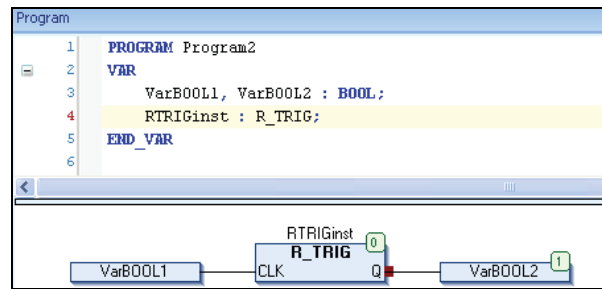 Program
1 PROGRAM Program2
2 VAR
3 VarBOOL1, VarBOOL2 : BOOL;
4 RTRIGinst : R_TRIG;
5 END_VAR
6
RTRIGinst
R_TRIG 0
VarBOOL1 CLK Q VarBOOL2 1